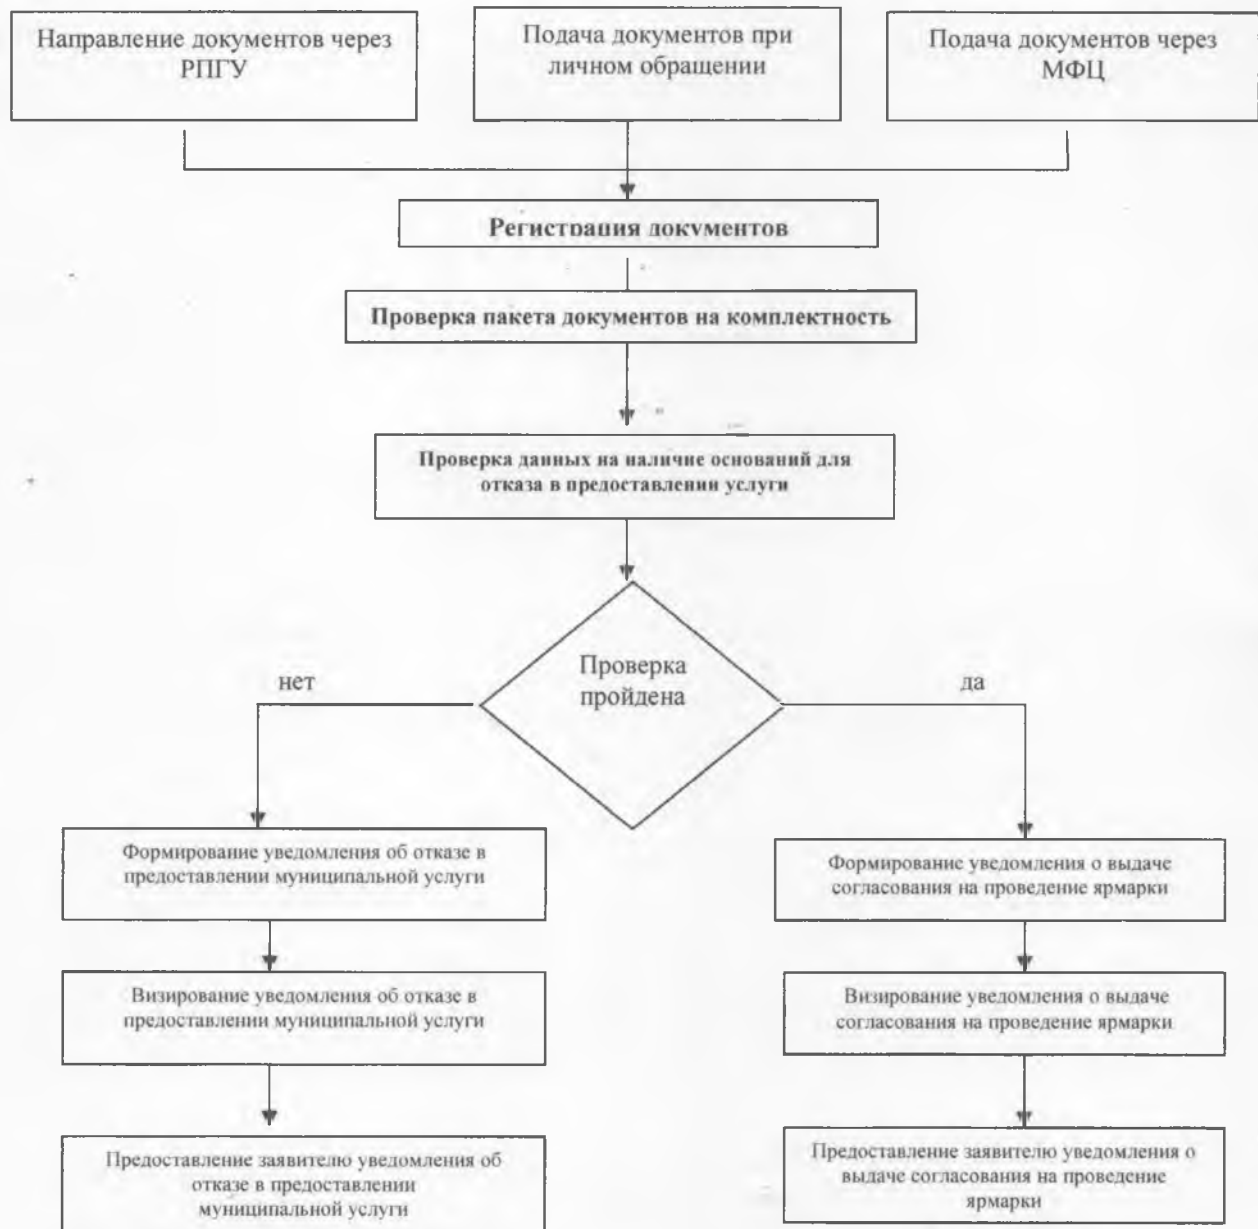 Направление документов через
РПГУ
Подача документов при
личном обращении
Подача документов через
МФЦ
Регистрация документов
Проверка пакета документов на комплектность
Проверка данных на наличие оснований для
отказа в предоставлении услуги
Проверка
пройдена
нет
да
Формирование уведомления об отказе в
предоставлении муниципальной услуги
Визирование уведомления об отказе в
предоставлении муниципальной услуги
Предоставление заявителю уведомления об
отказе в предоставлении
муниципальной услуги
Формирование уведомления о выдаче
согласования на проведение ярмарки
Визирование уведомления о выдаче
согласования на проведение ярмарки
Предоставление заявителю уведомления о
выдаче согласования на проведение
ярмарки